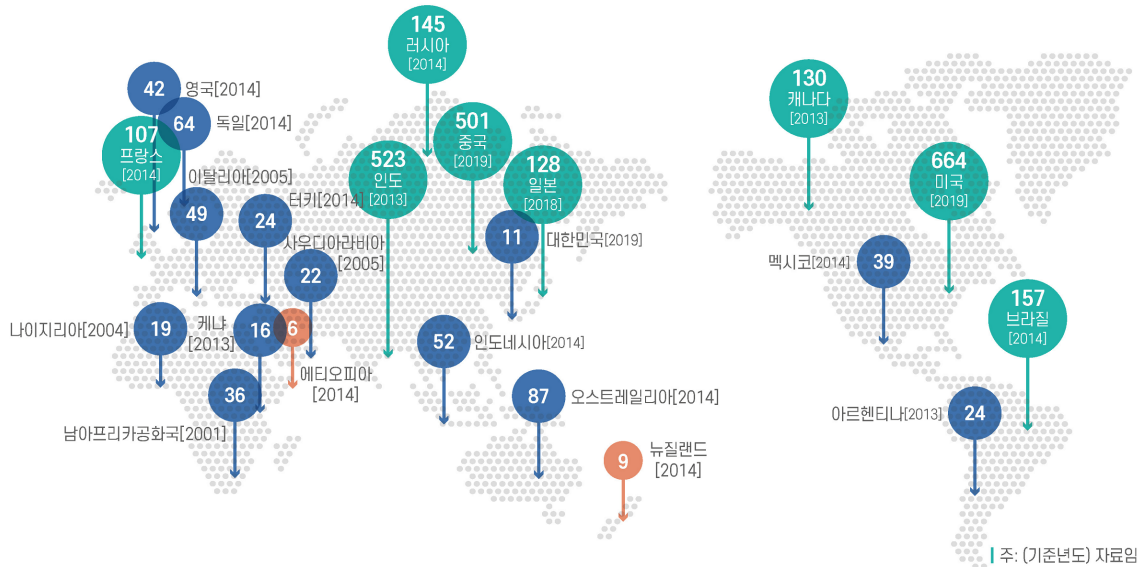 145
러시아
[2014]
42
영국[2014]
64
독일[2014]
107
프랑스
[2014]
이탈리아[2005]
49
터키[2014]
24
사우디아라비아
[2005]
22
523
인도
[2013]
501
중국
[2019]
128
일본
[2018]
11
대한민국[2019]
130
캐나다
[2013]
664
미국
[2019]
멕시코[2014]
39
157
브라질
[2014]
아르헨티나[2013]
24
나이지리아[2004]
19
케냐
[2013]
16
6
에티오피아
[2014]
36
남아프리카공화국[2001]
52
인도네시아[2014]
87
오스트레일리아[2014]
9
뉴질랜드
[2014]
주: (기준년도) 자료임